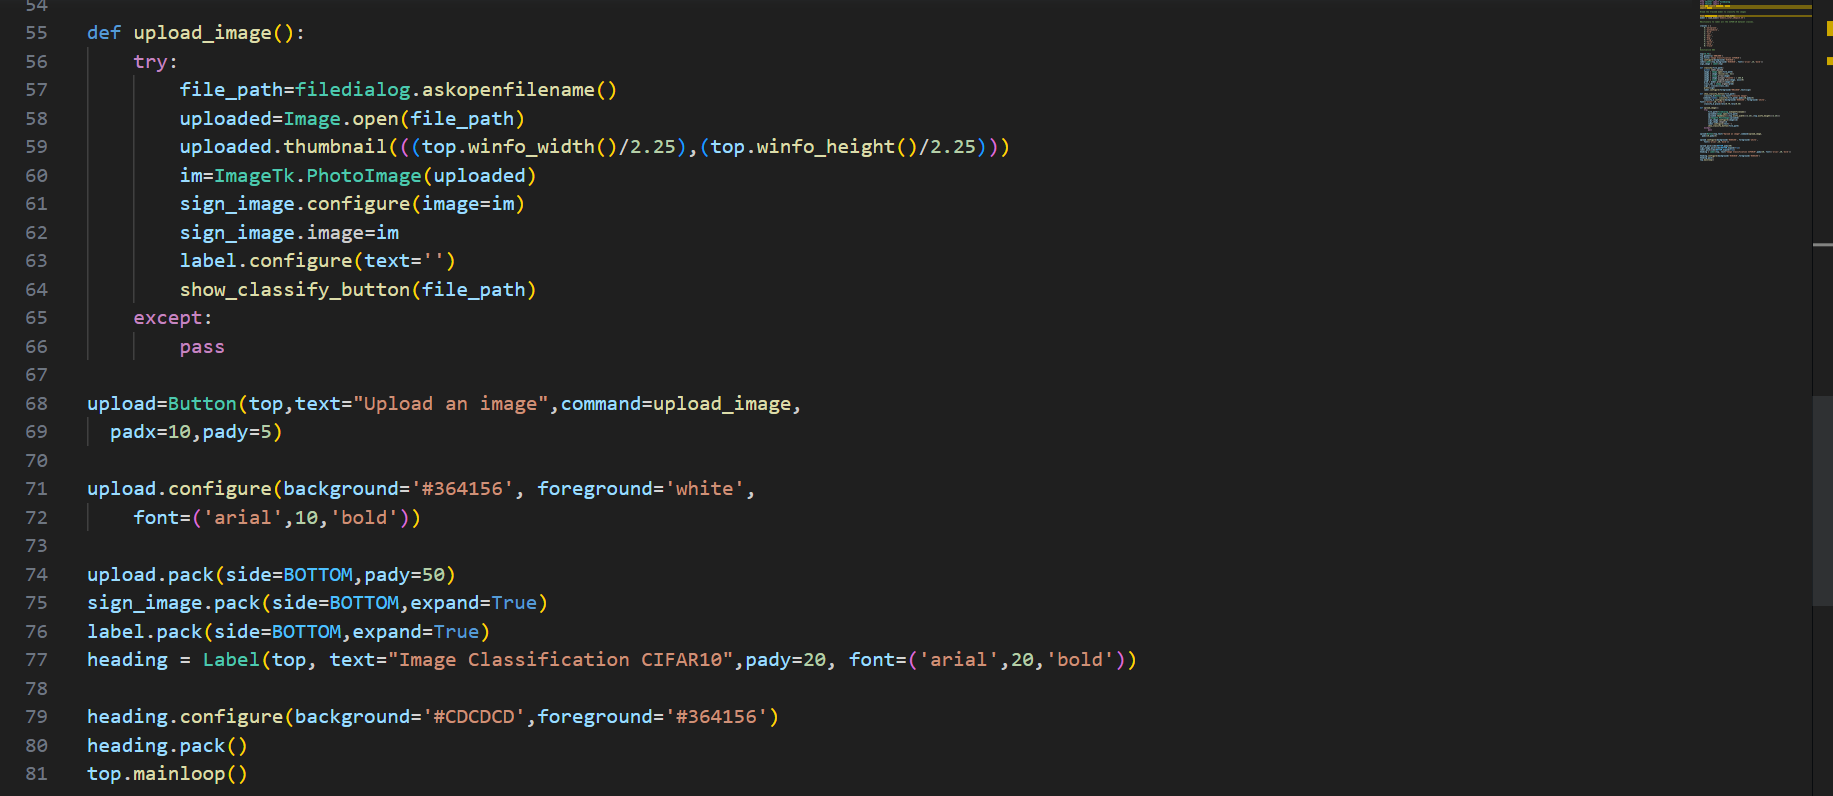 54
55 def upload_image():
56     try:
57         file_path=filedialog.askopenfilename()
58         uploaded=Image.open(file_path)
59         uploaded.thumbnail(((top.winfo_width()/2.25),(top.winfo_height()/2.25)))
60         im=ImageTk.PhotoImage(uploaded)
61         sign_image.configure(image=im)
62         sign_image.image=im
63         label.configure(text='')
64         show_classify_button(file_path)
65     except:
66         pass
67
68 upload=Button(top,text="Upload an image",command=upload_image,
69   padx=10,pady=5)
70
71 upload.configure(background='#364156', foreground='white',
72     font=('arial',10,'bold'))
73
74 upload.pack(side=BOTTOM,pady=50)
75 sign_image.pack(side=BOTTOM,expand=True)
76 label.pack(side=BOTTOM,expand=True)
77 heading = Label(top, text="Image Classification CIFAR10",pady=20, font=('arial',20,'bold'))
78
79 heading.configure(background='#CDCDCD',foreground='#364156')
80 heading.pack()
81 top.mainloop()